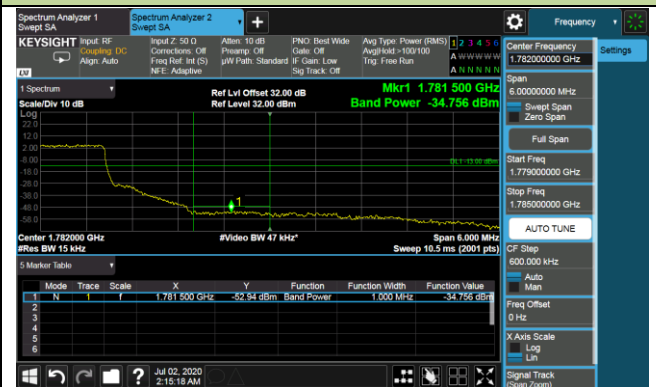 Spectrum Analyzer 1
Swept SA
Spectrum Analyzer 2
Swept SA
+
Frequency
KEYSIGHT
Input: RF
Coupling: DC
Align: Auto
Input Z: 50 Ω
Corrections: Off
Freq Ref: Int (S)
NFE: Adaptive
Atten: 10 dB
Preamp: Off
µW Path: Standard
PNO: Best Wide
Gate: Off
IF Gain: Low
Sig Track: Off
Avg Type: Power (RMS)
Avg|Hold:>100/100
Trig: Free Run
1 2 3 4 5 6
A W W W W W
A N N N N N
LXI
1 Spectrum
Scale/Div 10 dB
Ref Lvl Offset 32.00 dB
Ref Level 32.00 dBm
Mkr1 1.781 500 GHz
Band Power -34.756 dBm
Log
22.0
12.0
2.00
-8.00
-18.0
-28.0
-38.0
-48.0
-58.0
DL1 -13.00 dBm
1
Center 1.782000 GHz
#Res BW 15 kHz
#Video BW 47 kHz*
Span 6.000 MHz
Sweep 10.5 ms (2001 pts)
5 Marker Table
Mode Trace Scale X Y Function Function Width Function Value
1 N 1 f 1.781 500 GHz -52.94 dBm Band Power 1.000 MHz -34.756 dBm
2
3
4
5
6
Center Frequency
1.782000000 GHz
Settings
Span
6.00000000 MHz
Swept Span
Zero Span
Full Span
Start Freq
1.779000000 GHz
Stop Freq
1.785000000 GHz
AUTO TUNE
CF Step
600.000 kHz
Auto
Man
Freq Offset
0 Hz
X Axis Scale
Log
Lin
Signal Track
(Span Zoom)
?
Jul 02, 2020
2:15:18 AM